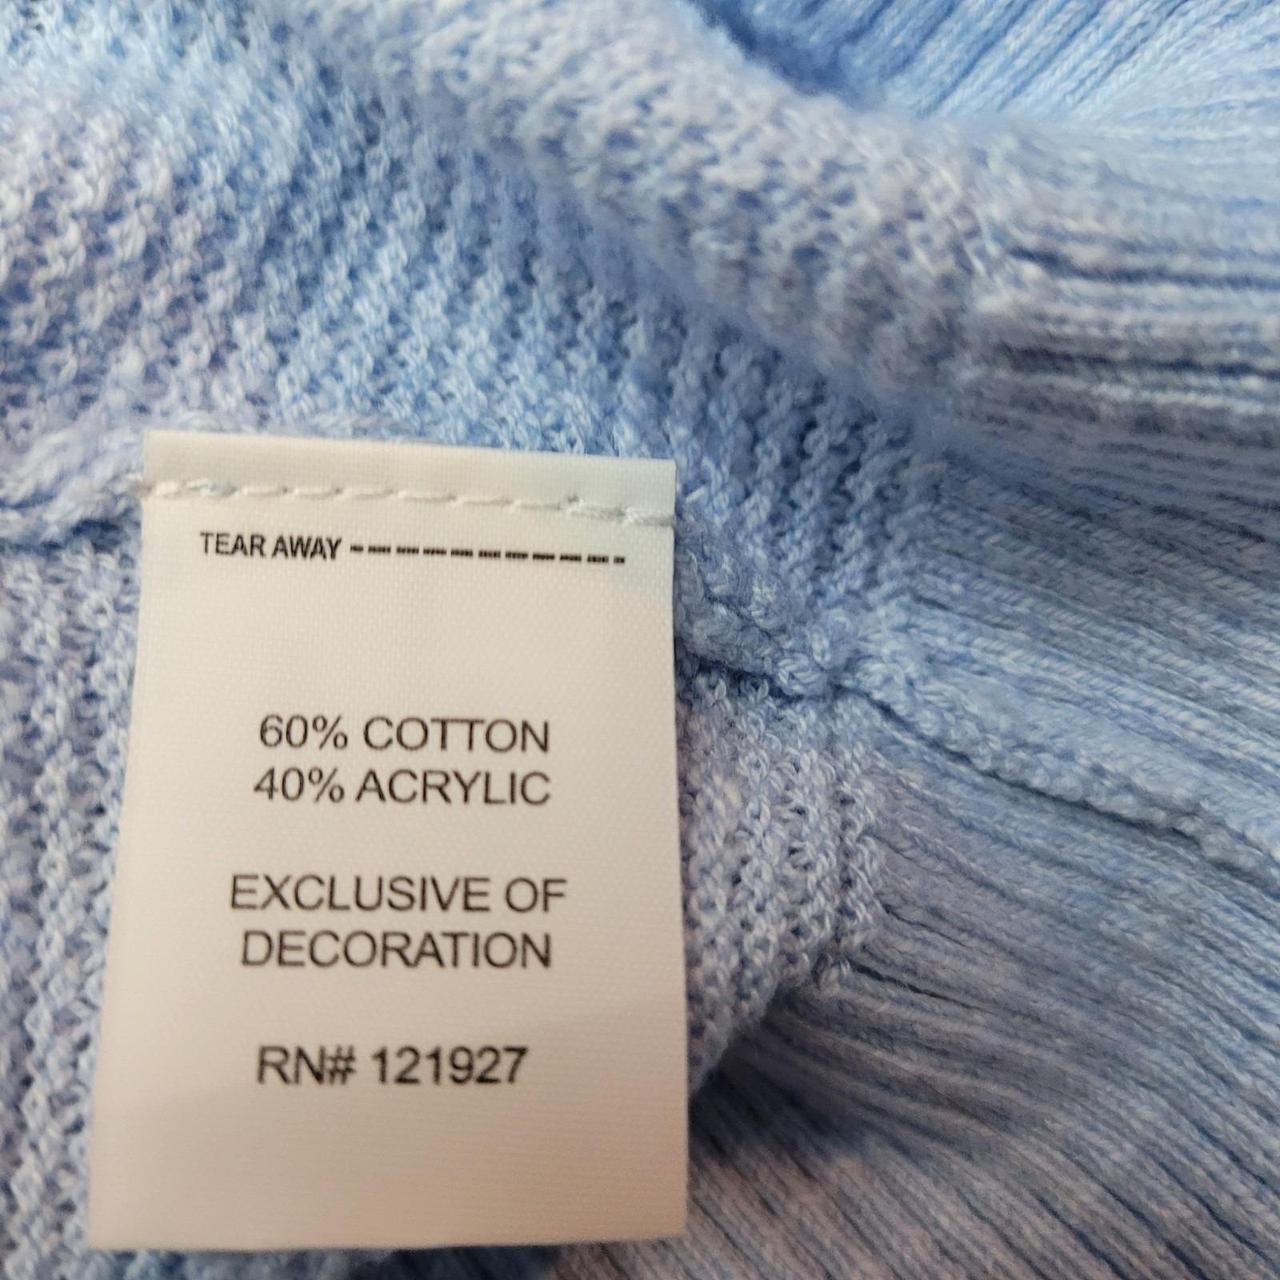 TEAR AWAY
60% COTTON
40% ACRYLIC
EXCLUSIVE OF
DECORATION
RN# 121927